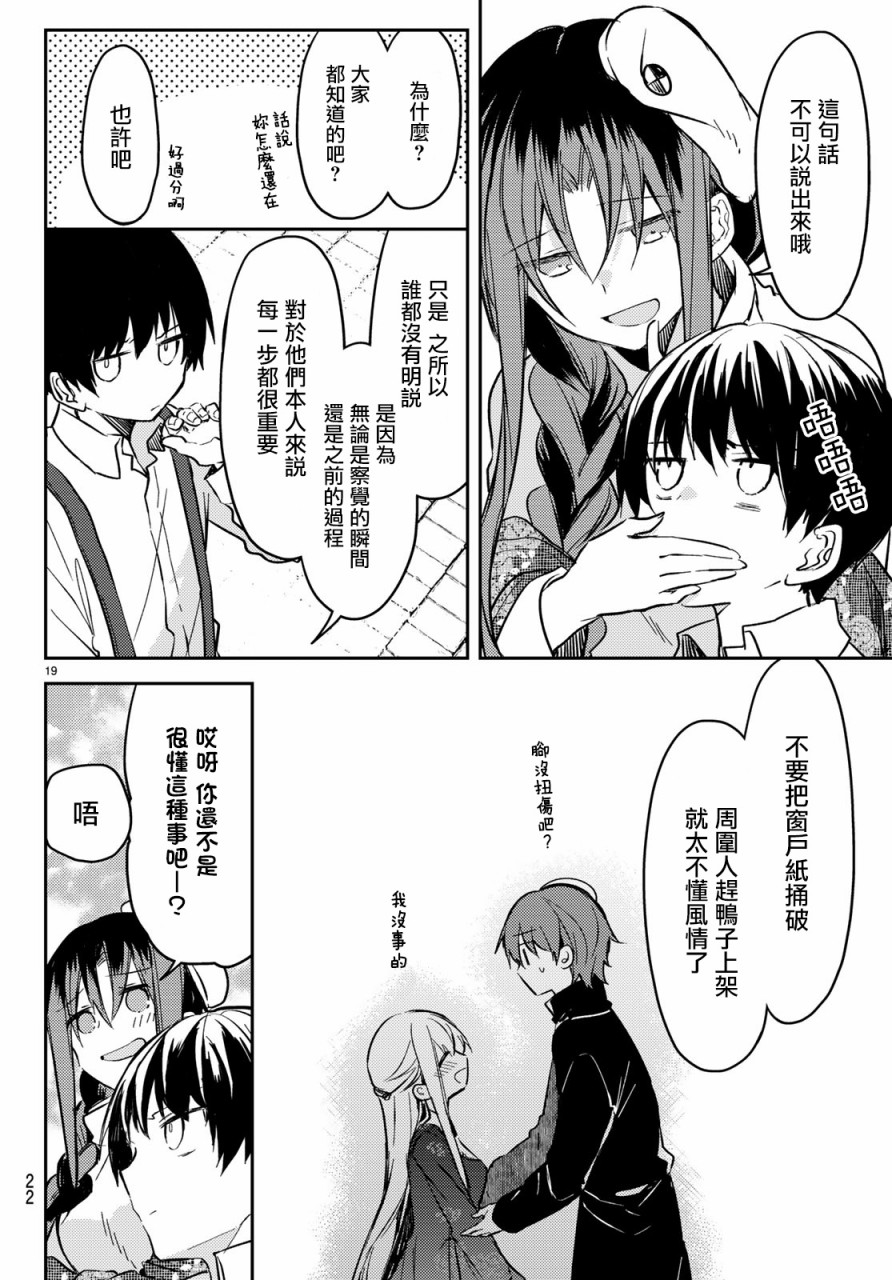 這句話
不可以說出來哦
唔唔唔
為什麼?
大家
都知道的吧?
話說
妳怎麼還在
也許吧
好過分啊
只是 之所以
誰都沒有明說
是因為
無論是察覺的瞬間
還是之前的過程
對於他們本人來說
每一步都很重要
19
不要把窗戶紙捅破
周圍人趕鴨子上架
就太不懂風情了
腳沒扭傷吧?
我沒事的
哎呀 你還不是
很懂這種事吧—?
唔
22